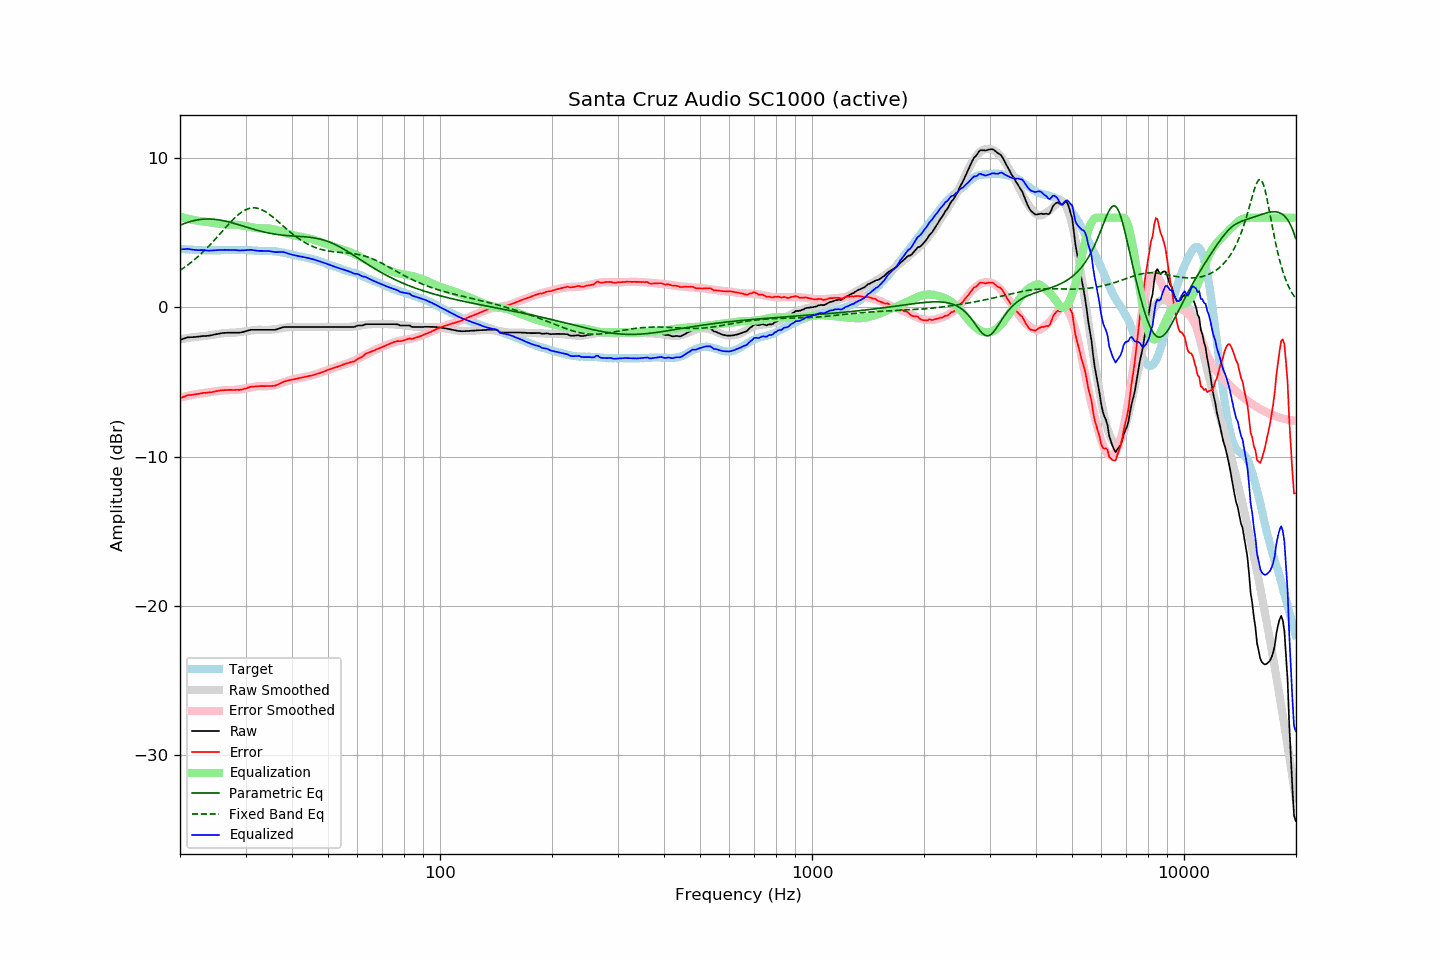 Santa Cruz Audio SC1000 (active)
Amplitude (dBr)
10
0
−10
−20
−30
Target
Raw Smoothed
Error Smoothed
Raw
Error
Equalization
Parametric Eq
Fixed Band Eq
Equalized
100
1000
10000
Frequency (Hz)